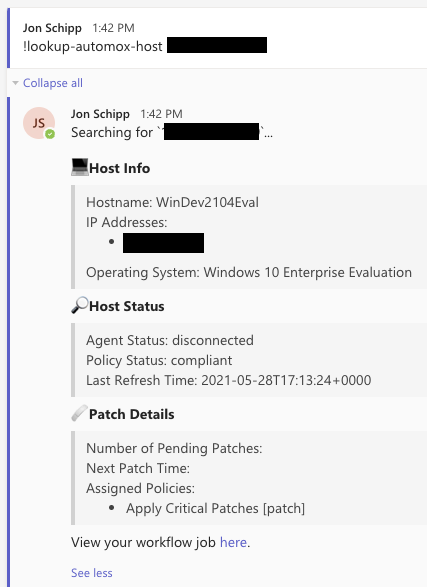 Jon Schipp 1:42 PM
!lookup-automox-host
Collapse all
JS
Jon Schipp 1:42 PM
Searching for ``...
Host Info
Hostname: WinDev2104Eval
IP Addresses:
•
Operating System: Windows 10 Enterprise Evaluation
Host Status
Agent Status: disconnected
Policy Status: compliant
Last Refresh Time: 2021-05-28T17:13:24+0000
Patch Details
Number of Pending Patches:
Next Patch Time:
Assigned Policies:
• Apply Critical Patches [patch]
View your workflow job here.
See less